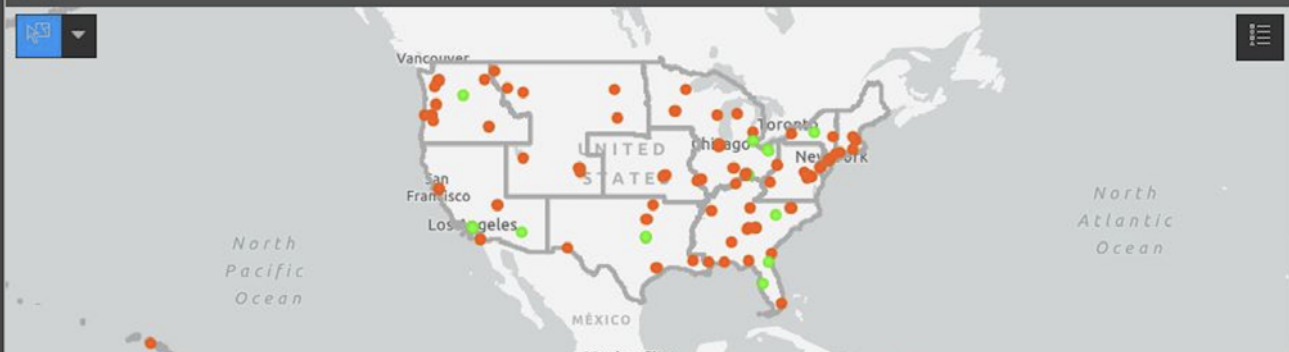 Vancouver
Toronto
Chicago
UNITED
STATES
New York
San
Francisco
Los Angeles
North
Atlantic
Ocean
North
Pacific
Ocean
MÉXICO